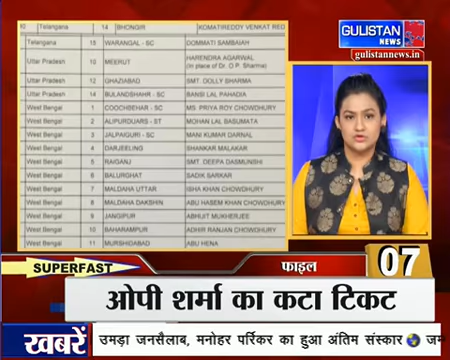 GULISTAN
NEWS
gulistannews.in
Telangana 14 BHONGIR KOMATIREDDY VENKAT RED
Telangana 15 WARANGAL - SC DOMMATI SAMBAIAH
Uttar Pradesh 10 MEERUT HARENDRA AGARWAL
(in place of Dr. O P. Sharma)
Uttar Pradesh 12 GHAZIABAD SMT. DOLLY SHARMA
Uttar Pradesh 14 BULANDSHAHR - SC BANSI LAL PAHADIA
West Bengal 1 COOCHBEHAR - SC MS. PRIYA ROY CHOWDHURY
West Bengal 2 ALIPURDUARS - ST MOHAN LAL BASUMATA
West Bengal 3 JALPAIGURI - SC MANI KUMAR DARNAL
West Bengal 4 DARJEELING SHANKAR MALAKAR
West Bengal 5 RAIGANJ SMT. DEEPA DASMUNSHI
West Bengal 6 BALURGHAT SADIK SARKAR
West Bengal 7 MALDAHA UTTAR ISHA KHAN CHOWDHURY
West Bengal 8 MALDAHA DAKSHIN ABU HASEM KHAN CHOWDHURY
West Bengal 9 JANGIPUR ABHIJIT MUKHERJEE
West Bengal 10 BAHARAMPUR ADHIR RANJAN CHOWDHURY
West Bengal 11 MURSHIDABAD ABU HENA
SUPERFAST फाइल 07
ओपी शर्मा का कटा टिकट
खबरें उमड़ा जनसैलाब, मनोहर पर्रिकर का हुआ अंतिम संस्कार जम